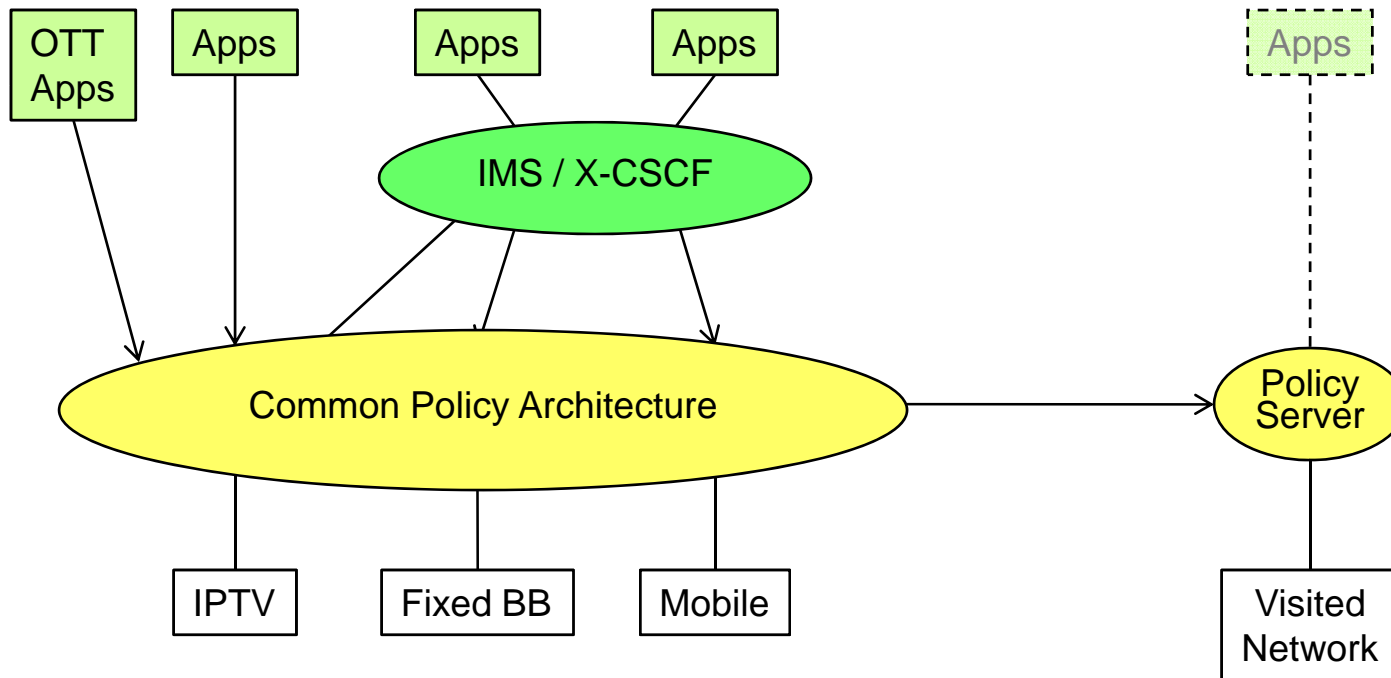 OTT
Apps
Apps
Apps
Apps
Apps
IMS / X-CSCF
Common Policy Architecture
Policy
Server
IPTV
Fixed BB
Mobile
Visited
Network